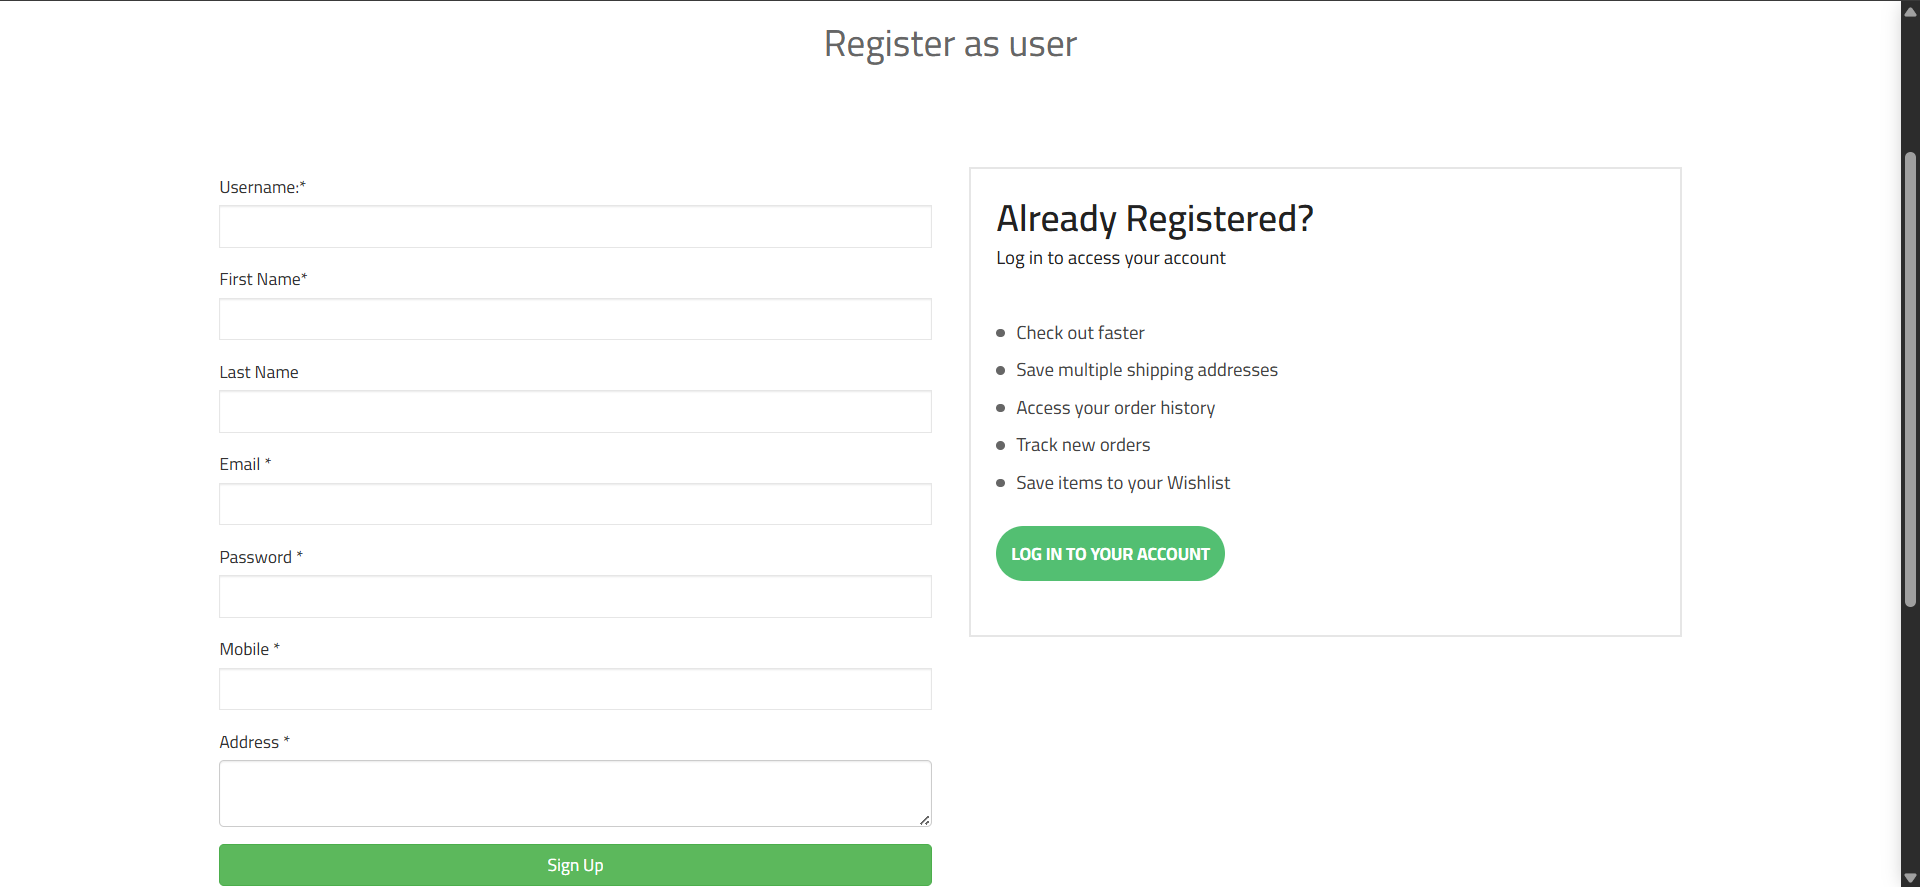 Register as user
Username:*
First Name*
Last Name
Email *
Password *
Mobile *
Address *
Sign Up
Already Registered?
Log in to access your account
Check out faster
Save multiple shipping addresses
Access your order history
Track new orders
Save items to your Wishlist
LOG IN TO YOUR ACCOUNT